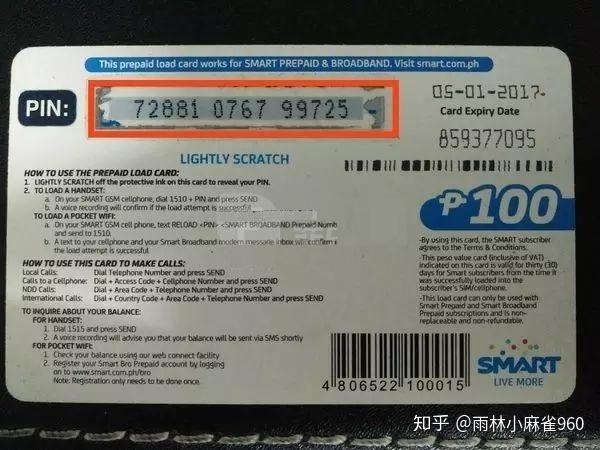 This prepaid load card works for SMART PREPAID & BROADBAND. Visit smart.com.ph
PIN:
72881 0767 99725
05-01-2017
Card Expiry Date
859377095
LIGHTLY SCRATCH
HOW TO USE THE PREPAID LOAD CARD:
1. LIGHTLY SCRATCH off the protective ink on this card to reveal your PIN.
2. TO LOAD A HANDSET:
a. On your SMART GSM cellphone, dial 1510 + PIN and press SEND
b. A voice recording will confirm if the load attempt is successful
TO LOAD A POCKET WIFI:
a. On your SMART GSM cell phone, text RELOAD <PIN> <SMART Broadband Prepaid Numb
and send to 1510.
b. A text to your cellphone and your Smart Broadband modem message inbox will confirm
the load attempt is successful
HOW TO USE THIS CARD TO MAKE CALLS:
Local Calls: Dial Telephone Number and press SEND
Calls to a Cellphone: Dial + Access Code + Cellphone Number and press SEND
NDD Calls: Dial + Area Code + Telephone Number and press SEND
International Calls: Dial + Country Code + Area Code + Telephone Number and press SEND
TO INQUIRE ABOUT YOUR BALANCE:
FOR HANDSET:
1. Dial 1515 and press SEND
2. A voice recording will advise you that your balance will be sent via SMS shortly
FOR POCKET WIFI:
1. Check your balance using our web connect facility
2. Register your Smart Bro Prepaid account by logging
on to www.smart.com.ph/bro
Note: Registration only needs to be done once.
₱100
-By using this card, the SMART subscriber
agrees to the Terms & Conditions.
-This peso value card (inclusive of VAT)
indicated on this card is valid for thirty (30)
days for Smart subscribers from the time it
was successfully loaded into the
subscriber's SIM/cellphone.
-This load card can only be used with
Smart Prepaid and Smart Broadband
Prepaid subscriptions and is non-
replaceable and non-refundable.
4 806522 100015
SMART
LIVE MORE
知乎 @雨林小麻雀960